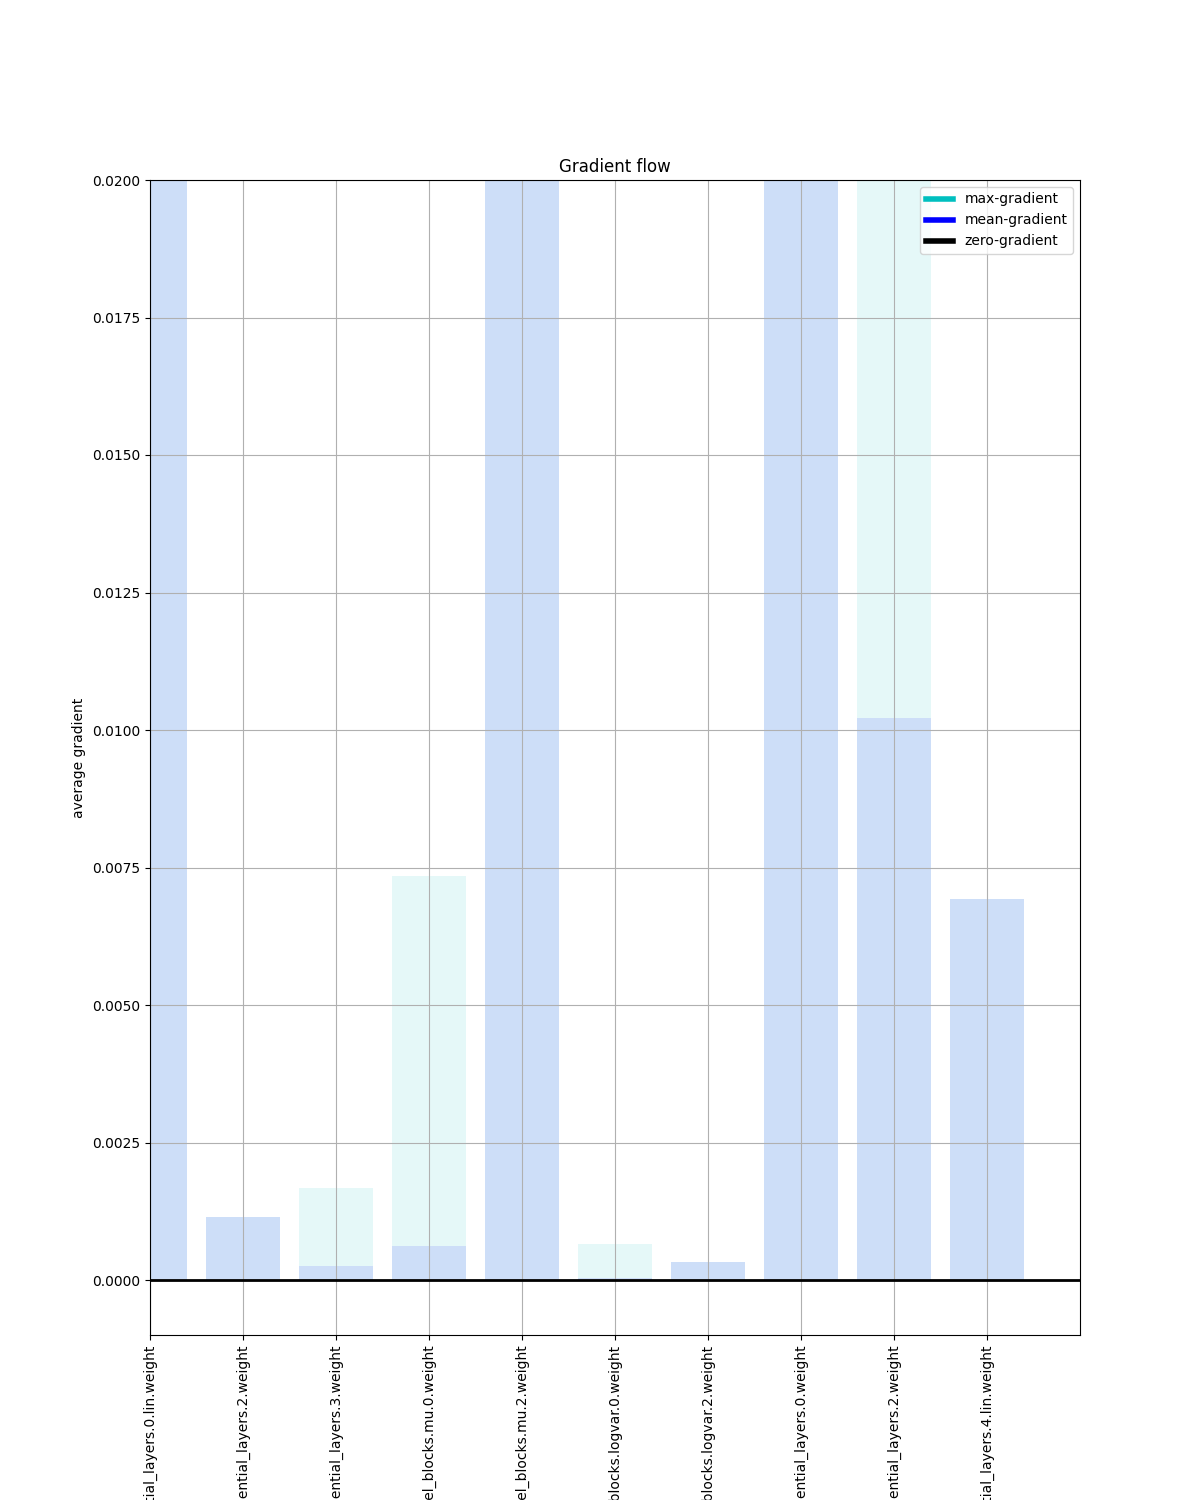 Gradient flow
max-gradient
mean-gradient
zero-gradient
0.0200
0.0175
0.0150
0.0125
0.0100
0.0075
0.0050
0.0025
0.0000
average gradient
tial_layers.0.lin.weight
ential_layers.2.weight
ential_layers.3.weight
el_blocks.mu.0.weight
el_blocks.mu.2.weight
blocks.logvar.0.weight
blocks.logvar.2.weight
ential_layers.0.weight
ential_layers.2.weight
tial_layers.4.lin.weight